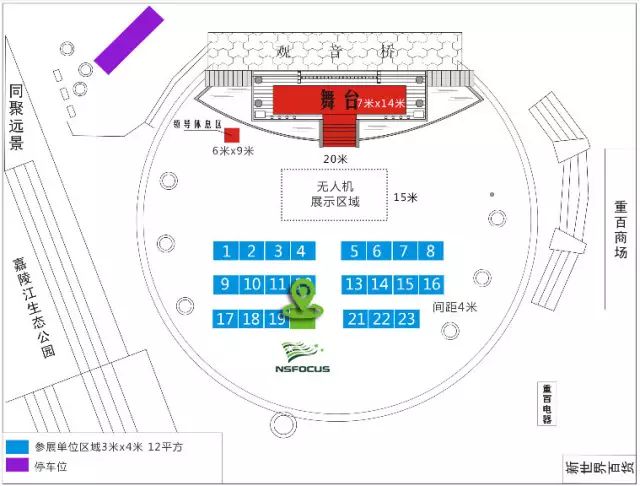 观音桥
同聚远景
舞台
7米x14米
领导休息区
6米x9米
20米
无人机
展示区域
15米
重百商场
1 2 3 4 5 6 7 8
9 10 11 13 14 15 16
嘉陵江生态公园
间距4米
17 18 19 21 22 23
NSFOCUS
重百电器
参展单位区域3米x4米 12平方
停车位
新世界百货